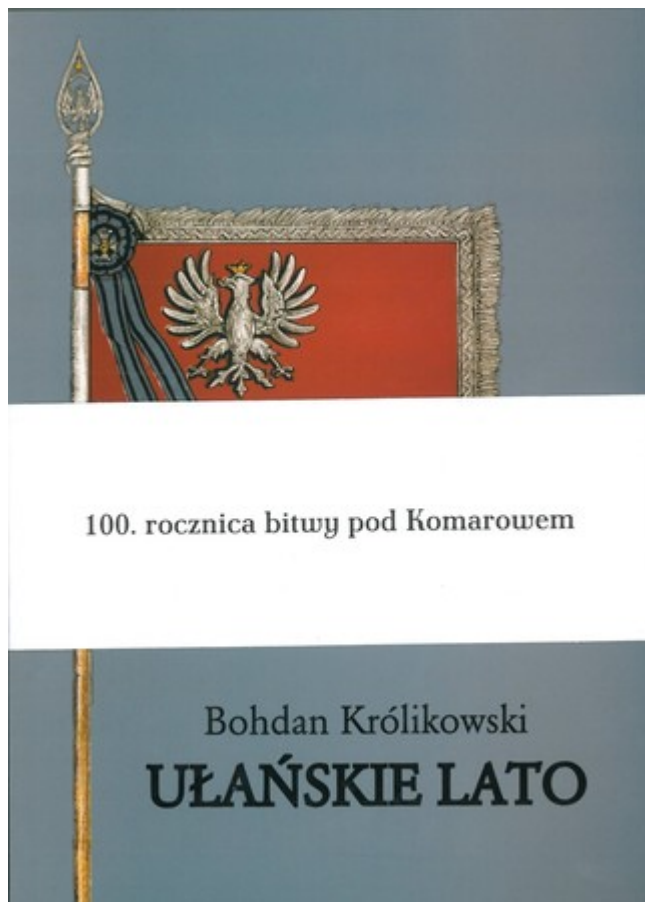 100. rocznica bitwy pod Komarowem
Bohdan Królikowski
UŁAŃSKIE LATO